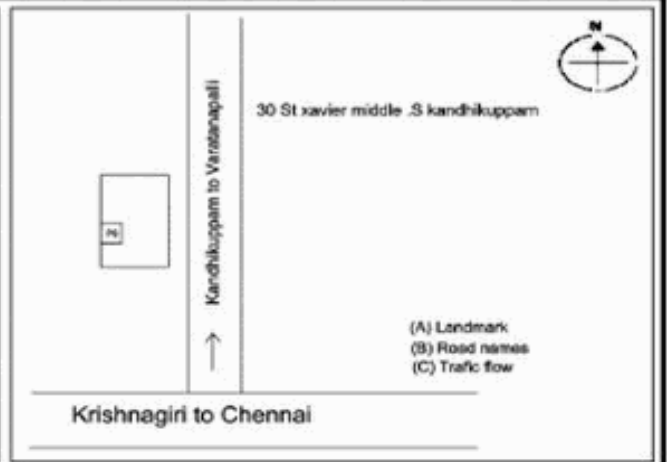 N
30 St xavier middle .S kandhikuppam
Kandhikuppam to Varatanapalli
(A) Landmark
(B) Road names
(C) Trafic flow
Krishnagiri to Chennai